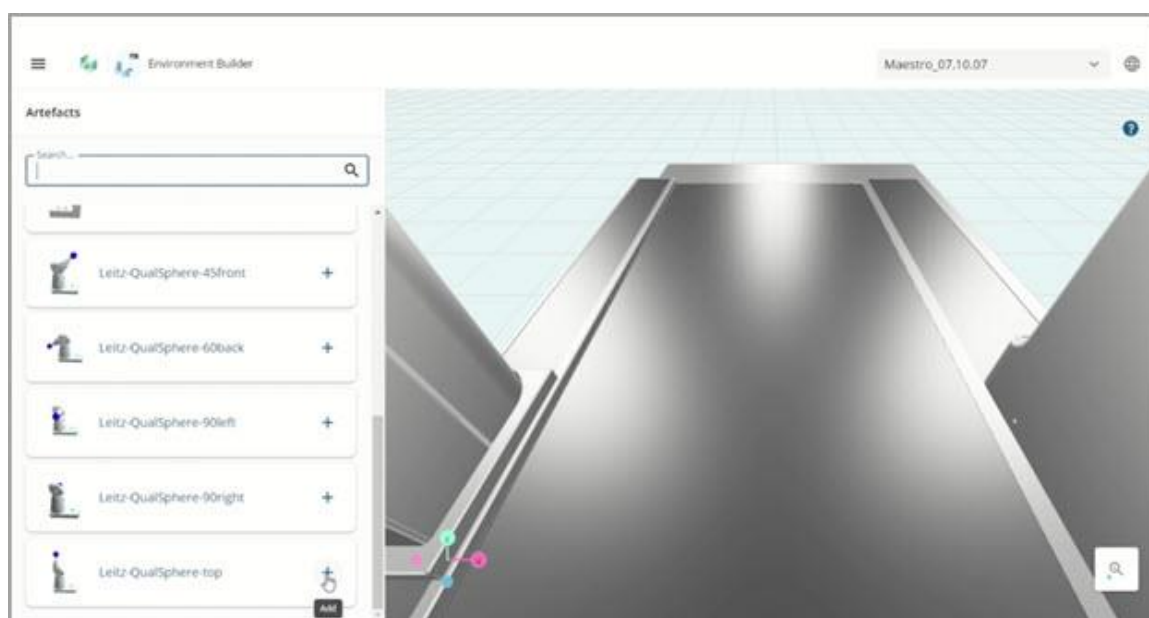 Environment Builder
Maestro_07.10.07
Artefacts
Search...
Leitz-QualSphere-45front
Leitz-QualSphere-60back
Leitz-QualSphere-90left
Leitz-QualSphere-90right
Leitz-QualSphere-top
Add
?